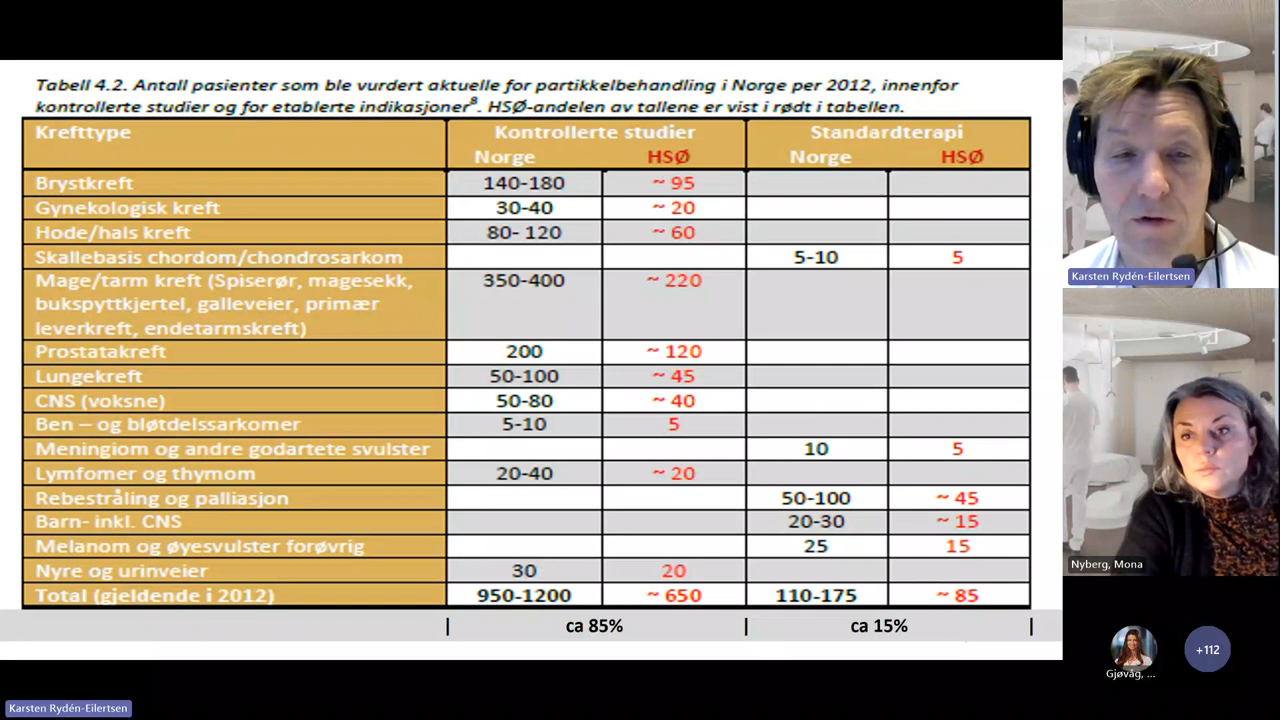 Tabell 4.2. Antall pasienter som ble vurdert aktuelle for partikkelbehandling i Norge per 2012, innenfor
kontrollerte studier og for etablerte indikasjoner⁸. HSØ-andelen av tallene er vist i rødt i tabellen.
Krefttype Kontrollerte studier Standardterapi
Norge HSØ Norge HSØ
Brystkreft 140-180 ~ 95
Gynekologisk kreft 30-40 ~ 20
Hode/hals kreft 80- 120 ~ 60
Skallebasis chordom/chondrosarkom 5-10 5
Mage/tarm kreft (Spiserør, magesekk, 350-400 ~ 220
bukspyttkjertel, galleveier, primær
leverkreft, endetarmskreft)
Prostatakreft 200 ~ 120
Lungekreft 50-100 ~ 45
CNS (voksne) 50-80 ~ 40
Ben – og bløtdelssarkomer 5-10 5
Meningiom og andre godartete svulster 10 5
Lymfomer og thymom 20-40 ~ 20
Rebestråling og palliasjon 50-100 ~ 45
Barn- inkl. CNS 20-30 ~ 15
Melanom og øyesvulster forøvrig 25 15
Nyre og urinveier 30 20
Total (gjeldende i 2012) 950-1200 ~ 650 110-175 ~ 85
| ca 85% | ca 15% |
Karsten Rydén-Eilertsen
Nyberg, Mona
Gjøvåg, ...
+112
Karsten Rydén-Eilertsen